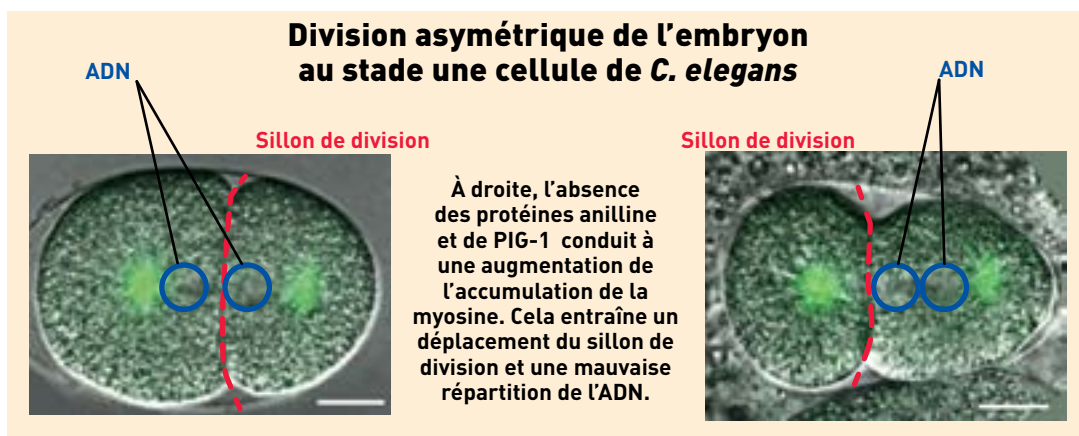 Division asymétrique de l'embryon
au stade une cellule de C. elegans
ADN
ADN
Sillon de division
Sillon de division
À droite, l'absence
des protéines anilline
et de PIG-1 conduit à
une augmentation de
l'accumulation de la
myosine. Cela entraîne un
déplacement du sillon de
division et une mauvaise
répartition de l'ADN.